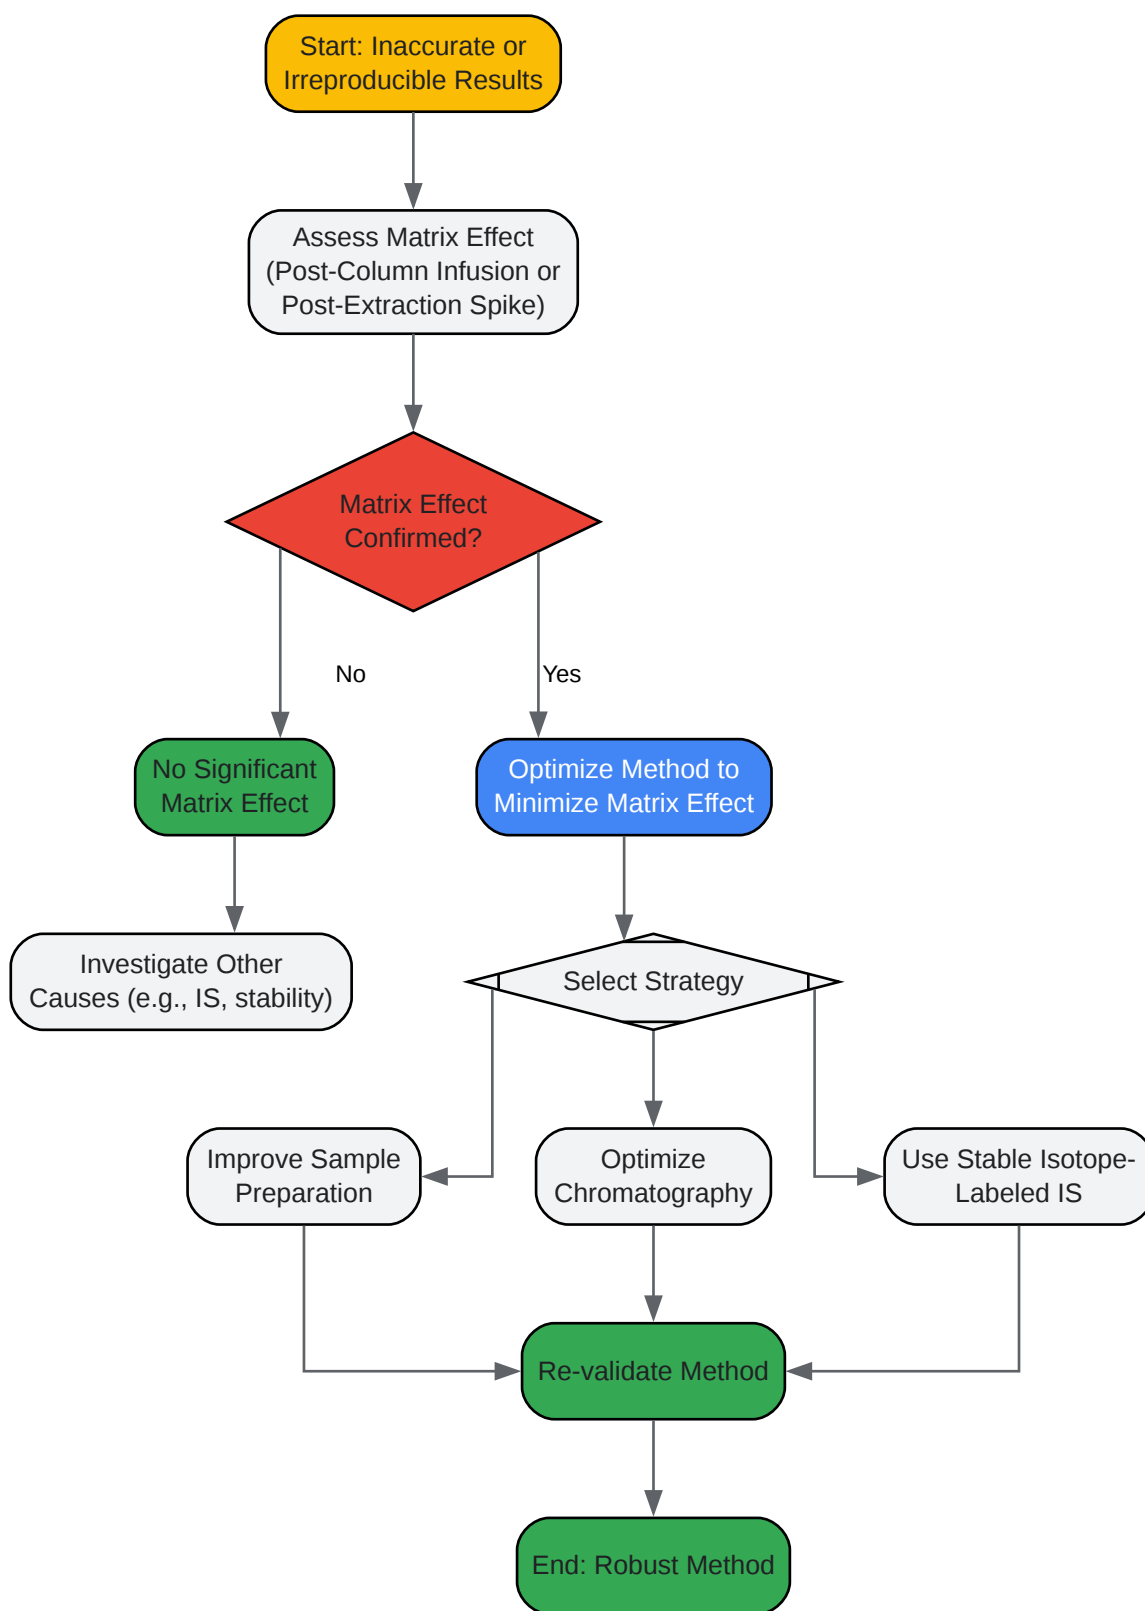 Start: Inaccurate or
Irreproducible Results
Assess Matrix Effect
(Post-Column Infusion or
Post-Extraction Spike)
Matrix Effect
Confirmed?
No
Yes
No Significant
Matrix Effect
Optimize Method to
Minimize Matrix Effect
Investigate Other
Causes (e.g., IS, stability)
Select Strategy
Improve Sample
Preparation
Optimize
Chromatography
Use Stable Isotope-
Labeled IS
Re-validate Method
End: Robust Method